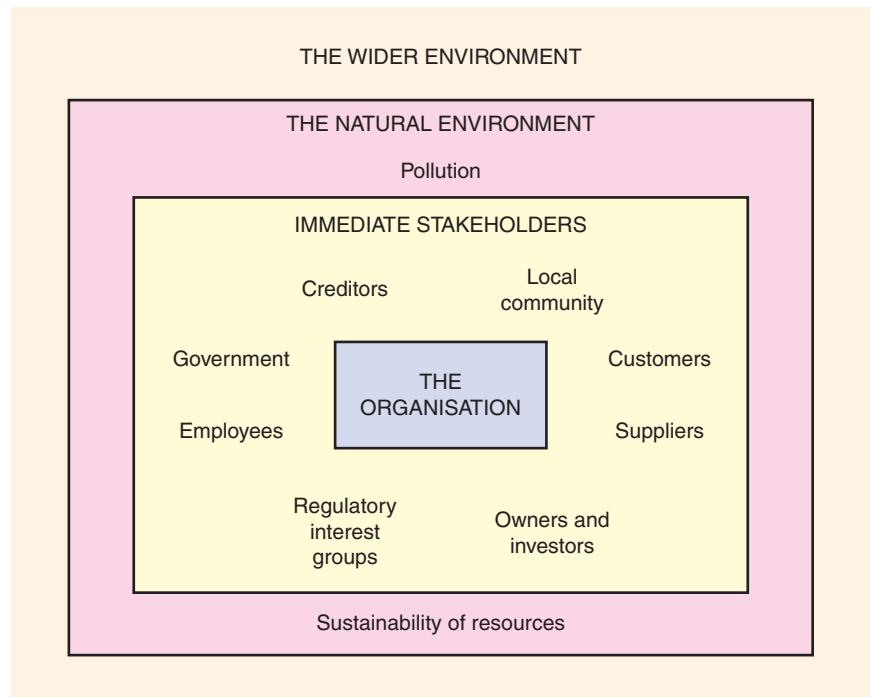 THE WIDER ENVIRONMENT
THE NATURAL ENVIRONMENT
Pollution
IMMEDIATE STAKEHOLDERS
Creditors
Local
community
Government
Customers
THE
ORGANISATION
Employees
Suppliers
Regulatory
interest
groups
Owners and
investors
Sustainability of resources